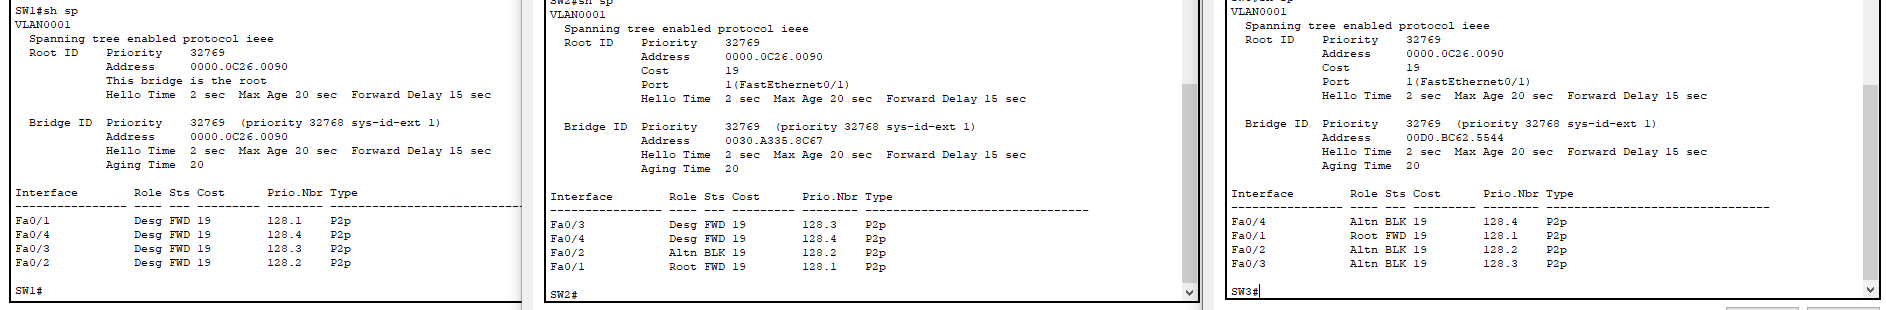 SW1#sh sp
VLAN0001
  Spanning tree enabled protocol ieee
  Root ID    Priority    32769
             Address     0000.0C26.0090
             This bridge is the root
             Hello Time  2 sec  Max Age 20 sec  Forward Delay 15 sec

  Bridge ID  Priority    32769  (priority 32768 sys-id-ext 1)
             Address     0000.0C26.0090
             Hello Time  2 sec  Max Age 20 sec  Forward Delay 15 sec
             Aging Time  20

Interface        Role Sts Cost      Prio.Nbr Type
---------------- ---- --- --------- -------- ----------------------------
Fa0/1            Desg FWD 19        128.1    P2p
Fa0/4            Desg FWD 19        128.4    P2p
Fa0/3            Desg FWD 19        128.3    P2p
Fa0/2            Desg FWD 19        128.2    P2p

SW1#
SW2#sh sp
VLAN0001
  Spanning tree enabled protocol ieee
  Root ID    Priority    32769
             Address     0000.0C26.0090
             Cost        19
             Port        1(FastEthernet0/1)
             Hello Time  2 sec  Max Age 20 sec  Forward Delay 15 sec

  Bridge ID  Priority    32769  (priority 32768 sys-id-ext 1)
             Address     0030.A335.8C67
             Hello Time  2 sec  Max Age 20 sec  Forward Delay 15 sec
             Aging Time  20

Interface        Role Sts Cost      Prio.Nbr Type
---------------- ---- --- --------- -------- --------------------------------
Fa0/3            Desg FWD 19        128.3    P2p
Fa0/4            Desg FWD 19        128.4    P2p
Fa0/2            Altn BLK 19        128.2    P2p
Fa0/1            Root FWD 19        128.1    P2p

SW2#
VLAN0001
  Spanning tree enabled protocol ieee
  Root ID    Priority    32769
             Address     0000.0C26.0090
             Cost        19
             Port        1(FastEthernet0/1)
             Hello Time  2 sec  Max Age 20 sec  Forward Delay 15 sec

  Bridge ID  Priority    32769  (priority 32768 sys-id-ext 1)
             Address     00D0.BC62.5544
             Hello Time  2 sec  Max Age 20 sec  Forward Delay 15 sec
             Aging Time  20

Interface        Role Sts Cost      Prio.Nbr Type
---------------- ---- --- --------- -------- --------------------------------
Fa0/4            Altn BLK 19        128.4    P2p
Fa0/1            Root FWD 19        128.1    P2p
Fa0/2            Altn BLK 19        128.2    P2p
Fa0/3            Altn BLK 19        128.3    P2p

SW3#